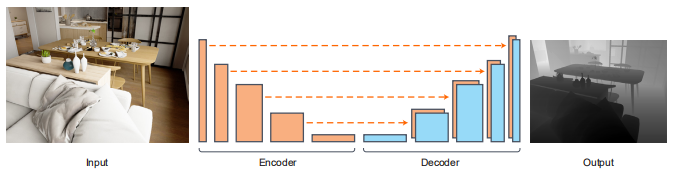 Input
Encoder
Decoder
Output